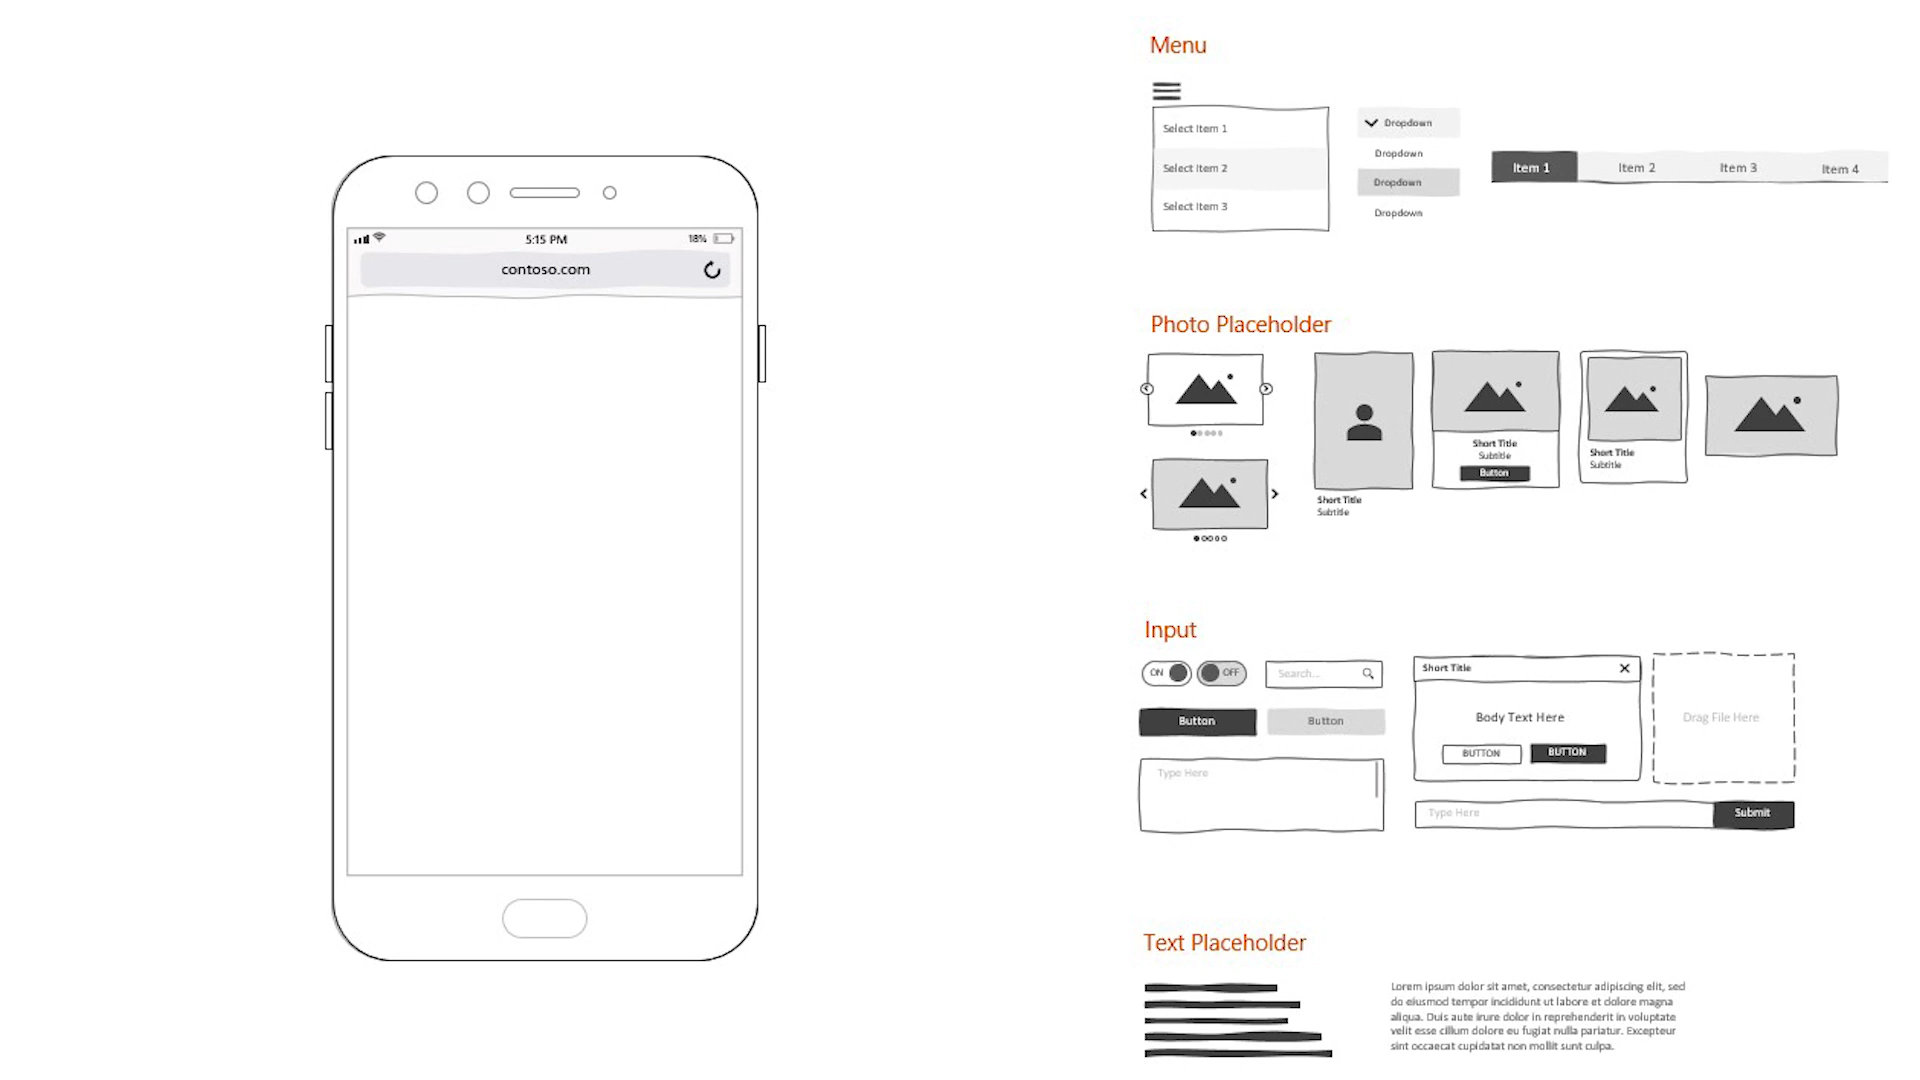 5:15 PM
18%
contoso.com
Menu
Select Item 1
Select Item 2
Select Item 3
Dropdown
Dropdown
Dropdown
Dropdown
Item 1
Item 2
Item 3
Item 4
Photo Placeholder
Short Title
Subtitle
Short Title
Subtitle
Button
Short Title
Subtitle
Input
ON
OFF
Search...
Button
Button
Type Here
Short Title
Body Text Here
BUTTON
BUTTON
Drag File Here
Type Here
Submit
Text Placeholder
Lorem ipsum dolor sit amet, consectetur adipiscing elit, sed
do eiusmod tempor incididunt ut labore et dolore magna
aliqua. Duis aute irure dolor in reprehenderit in voluptate
velit esse cillum dolore eu fugiat nulla pariatur. Excepteur
sint occaecat cupidatat non mollit sunt culpa.